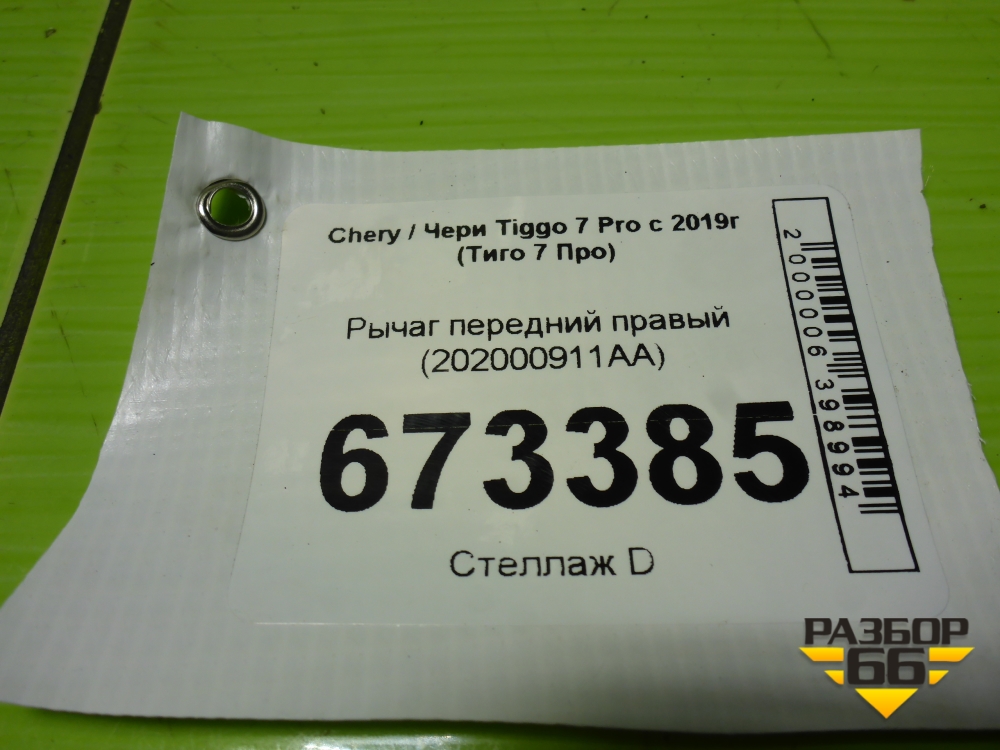 Chery / Чери Tiggo 7 Pro с 2019г
(Тиго 7 Про)
Рычаг передний правый
(202000911AA)
673385
Стеллаж D
2000006398994
РАЗБОР
66